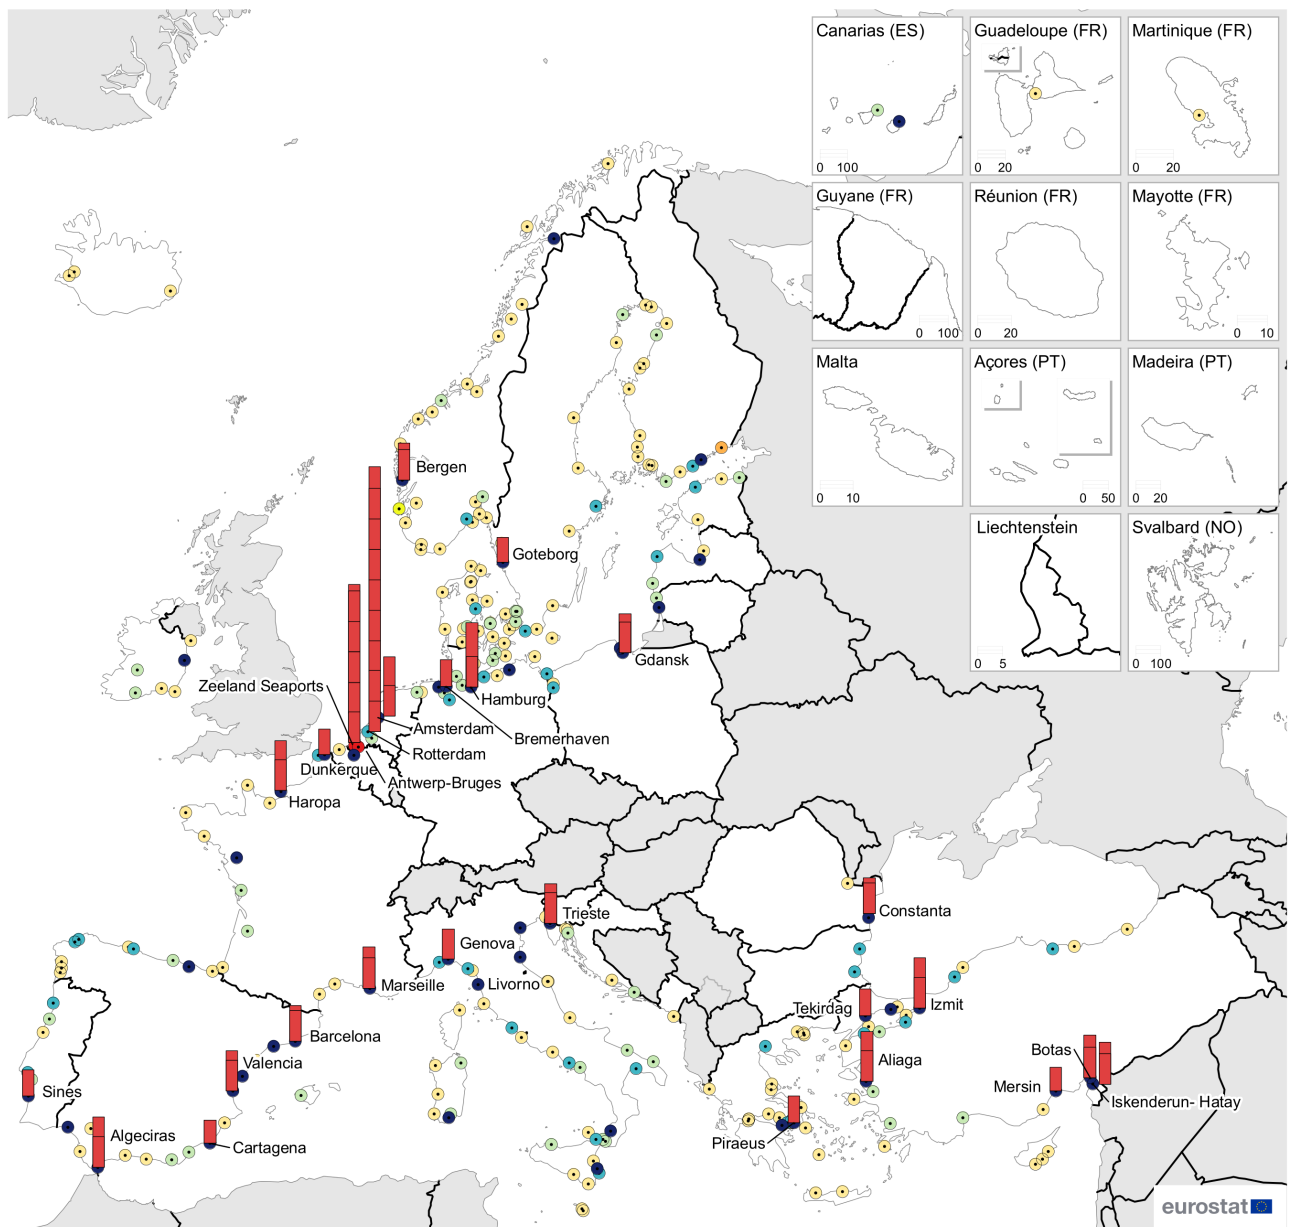 Canarias (ES)
0 100
Guadeloupe (FR)
0 20
Martinique (FR)
0 20
Guyane (FR)
0 100
Réunion (FR)
0 20
Mayotte (FR)
0 10
Malta
0 10
Açores (PT)
0 50
Madeira (PT)
0 20
Liechtenstein
0 5
Svalbard (NO)
0 100
Bergen
Goteborg
Gdansk
Zeeland Seaports
Hamburg
Amsterdam
Bremerhaven
Rotterdam
Dunkerque
Antwerp-Bruges
Haropa
Trieste
Constanta
Genova
Marseille
Livorno
Tekirdag
Izmit
Barcelona
Valencia
Aliaga
Botas
Sines
Mersin
Iskenderun- Hatay
Algeciras
Cartagena
Piraeus
eurostat